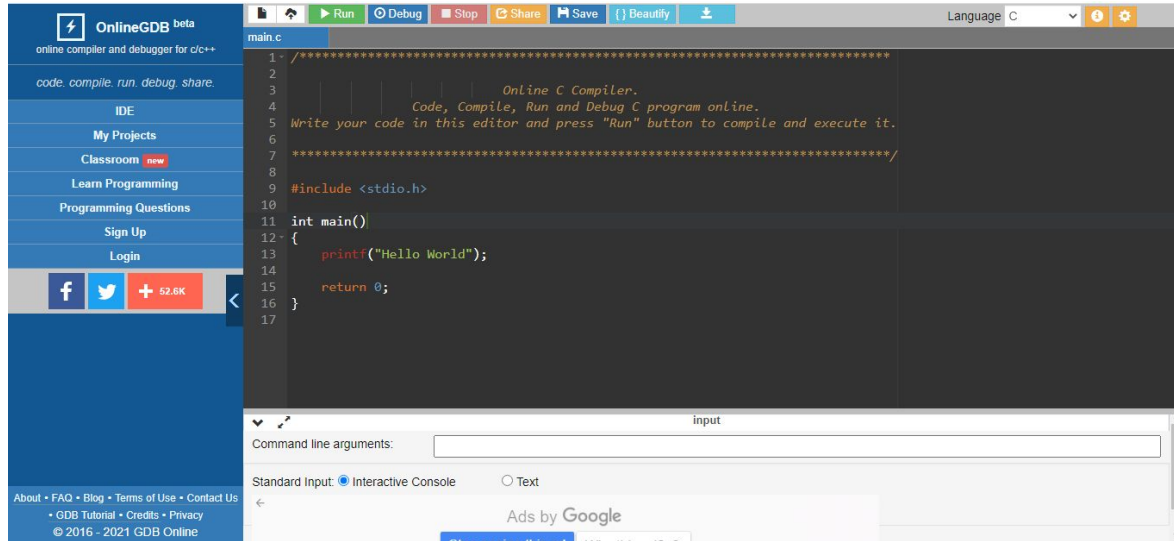 OnlineGDB beta
online compiler and debugger for c/c++
code. compile. run. debug. share.
IDE
My Projects
Classroom new
Learn Programming
Programming Questions
Sign Up
Login
f
+ 52.6K
About • FAQ • Blog • Terms of Use • Contact Us
• GDB Tutorial • Credits • Privacy
© 2016 - 2021 GDB Online
Run Debug Stop Share Save {} Beautify
Language C
main.c
1 /******************************************************************************
2
3 Online C Compiler.
4 Code, Compile, Run and Debug C program online.
5 Write your code in this editor and press "Run" button to compile and execute it.
6
7 *******************************************************************************/
8
9 #include <stdio.h>
10
11 int main()
12 {
13 printf("Hello World");
14
15 return 0;
16 }
17
input
Command line arguments:
Standard Input: Interactive Console Text
Ads by Google